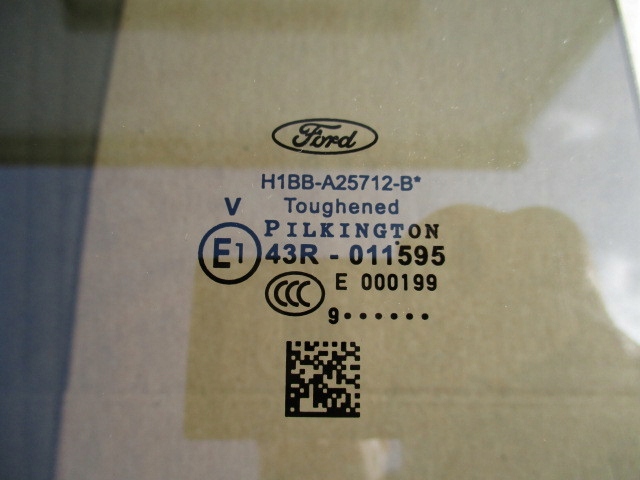 Ford
H1BB-A25712-B*
V Toughened
PILKINGTON
E1 43R - 011595
CCC E 000199
9••••••